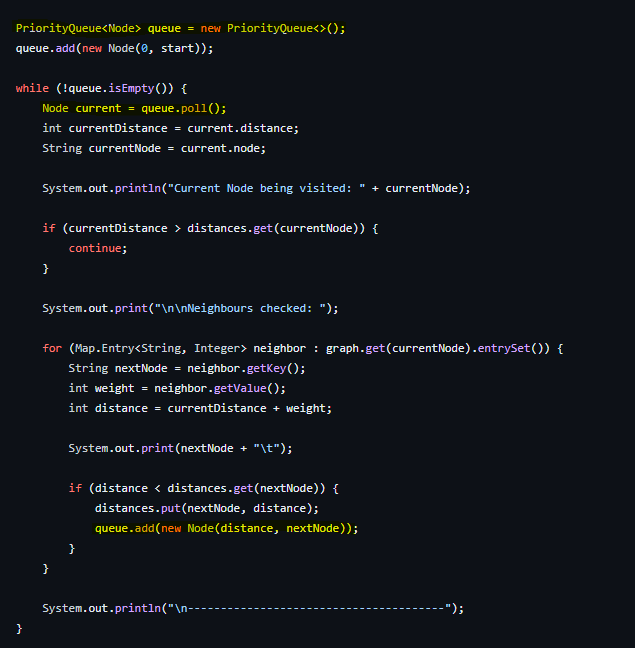 PriorityQueue<Node> queue = new PriorityQueue<>();
queue.add(new Node(0, start));
while (!queue.isEmpty()) {
Node current = queue.poll();
int currentDistance = current.distance;
String currentNode = current.node;
System.out.println("Current Node being visited: " + currentNode);
if (currentDistance > distances.get(currentNode)) {
continue;
}
System.out.print("\n\nNeighbours checked: ");
for (Map.Entry<String, Integer> neighbor : graph.get(currentNode).entrySet()) {
String nextNode = neighbor.getKey();
int weight = neighbor.getValue();
int distance = currentDistance + weight;
System.out.print(nextNode + "\t");
if (distance < distances.get(nextNode)) {
distances.put(nextNode, distance);
queue.add(new Node(distance, nextNode));
}
}
System.out.println("\n---------------------------------------");
}